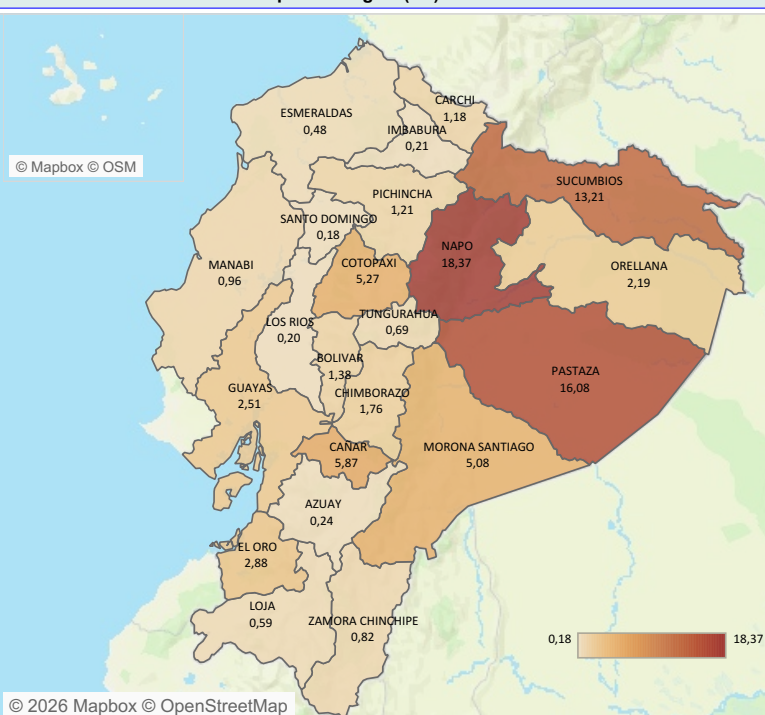 CARCHI
1,18
ESMERALDAS
0,48
IMBABURA
0,21
© Mapbox © OSM
SUCUMBIOS
13,21
PICHINCHA
1,21
SANTO DOMINGO
0,18
NAPO
18,37
MANABI
0,96
COTOPAXI
5,27
ORELLANA
2,19
LOS RIOS
0,20
TUNGURAHUA
0,69
BOLIVAR
1,38
PASTAZA
16,08
GUAYAS
2,51
CHIMBORAZO
1,76
CAÑAR
5,87
MORONA SANTIAGO
5,08
AZUAY
0,24
EL ORO
2,88
LOJA
0,59
ZAMORA CHINCHIPE
0,82
0,18
18,37
© 2026 Mapbox © OpenStreetMap